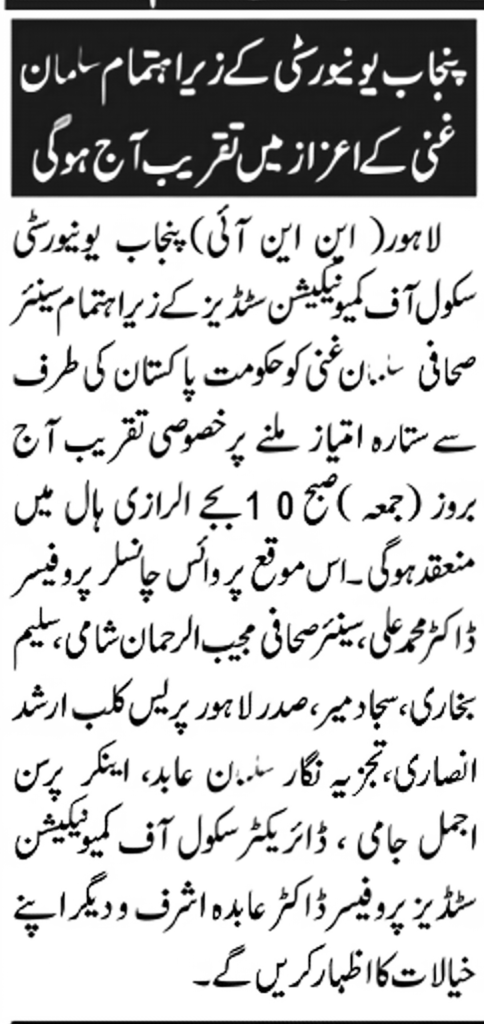 پنجاب یونیورسٹی کے زیر اہتمام سلمان
غنی کے اعزاز میں تقریب آج ہوگی
لاہور( این این آئی) پنجاب یونیورسٹی
سکول آف کمیونیکیشن سٹڈیز کے زیر اہتمام سینئر
صحافی سلمان غنی کو حکومت پاکستان کی طرف
سے ستارہ امتیاز ملنے پر خصوصی تقریب آج
بروز (جمعہ )صبح 10 بجے الرازی ہال میں
منعقد ہوگی۔اس موقع پر وائس چانسلر پروفیسر
ڈاکٹر محمد علی، سینئر صحافی مجیب الرحمان شامی، سلیم
بخاری، سجاد میر، صدر لاہور پریس کلب ارشد
انصاری، تجزیہ نگار سلمان عابد، اینکر پرسن
اجمل جامی ، ڈائریکٹر سکول آف کمیونیکیشن
سٹڈیز پروفیسر ڈاکٹر عابدہ اشرف و دیگر اپنے
خیالات کا اظہار کریں گے۔